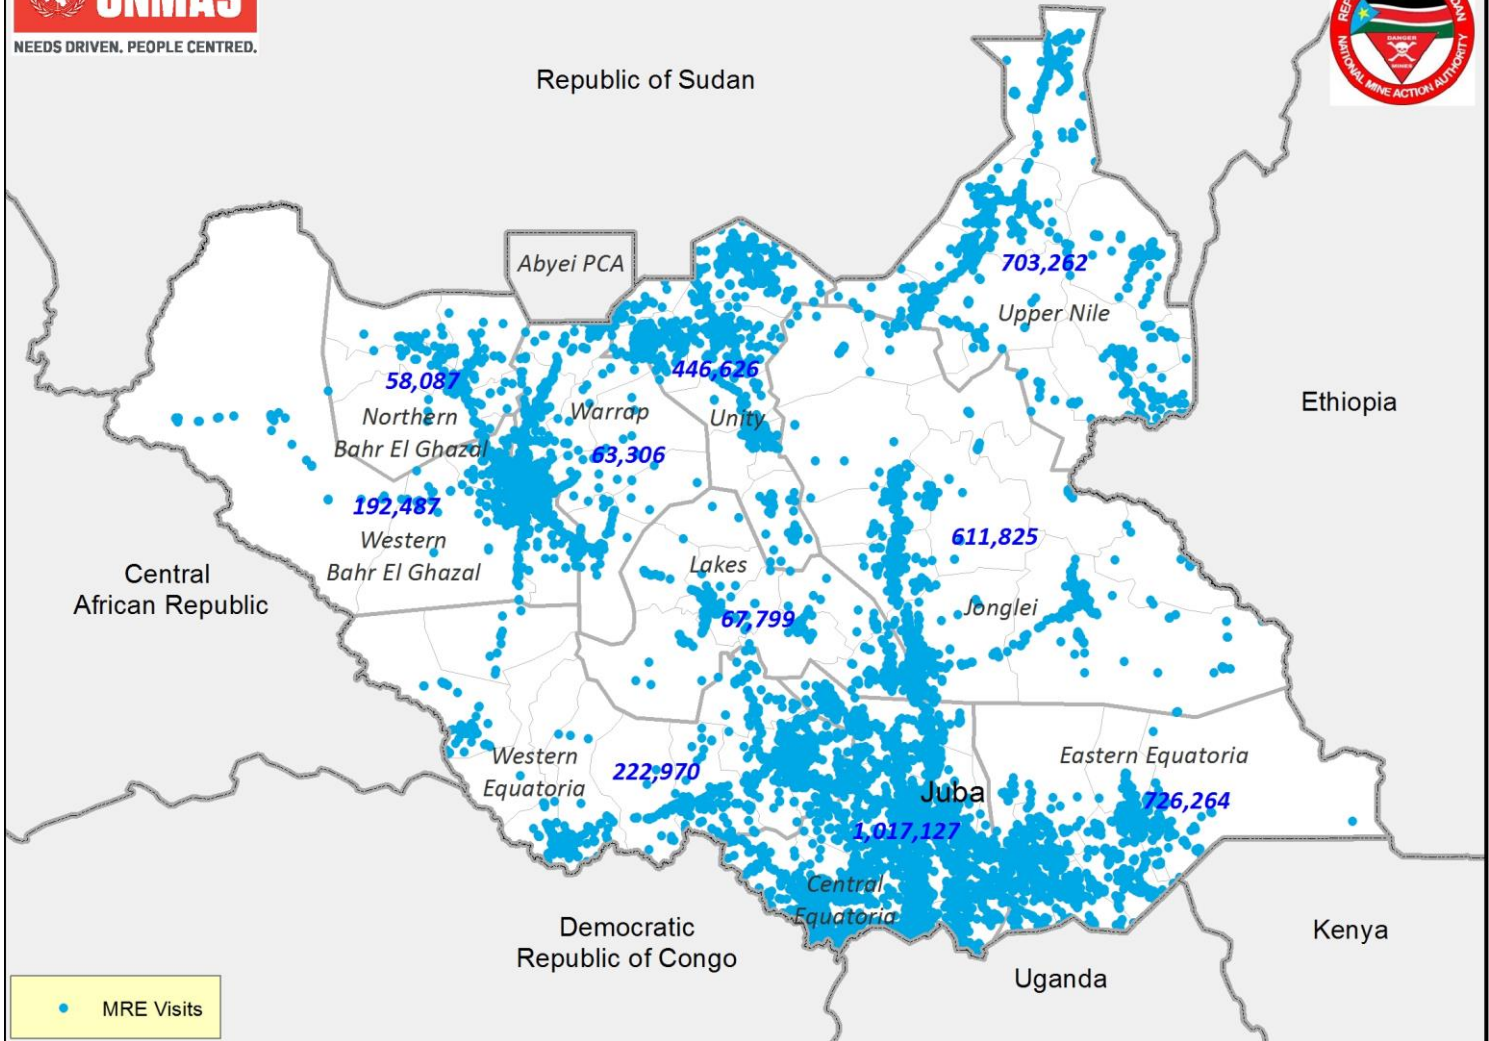 UNMAS
NEEDS DRIVEN. PEOPLE CENTRED.
DANGER
MINES
NATIONAL MINE ACTION AUTHORITY
Republic of Sudan
Abyei PCA
703,262
Upper Nile
58,087
Northern
Bahr El Ghazal
446,626
Unity
Warrap
63,306
Ethiopia
192,487
Western
Bahr El Ghazal
611,825
Jonglei
Lakes
67,799
Central
African Republic
Western
Equatoria
222,970
Eastern Equatoria
726,264
Juba
1,017,127
Central
Equatoria
Democratic
Republic of Congo
Uganda
Kenya
MRE Visits